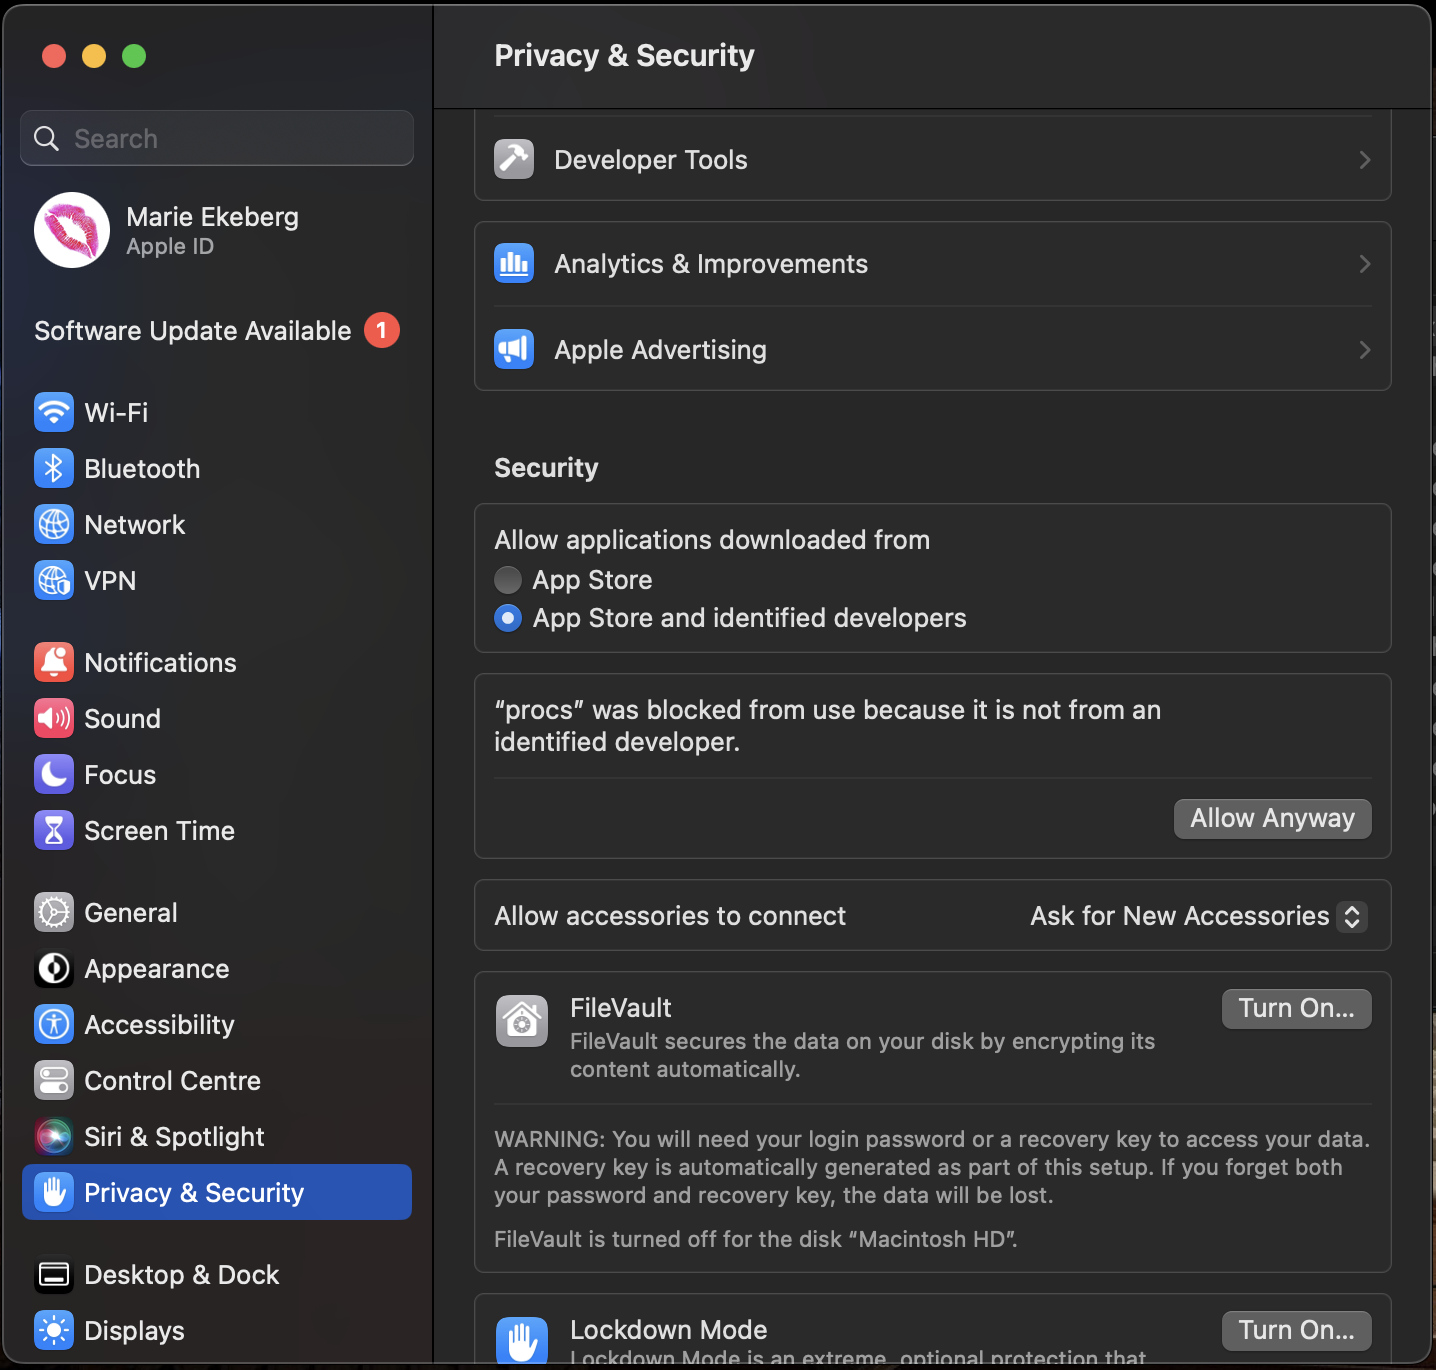 Search
Marie Ekeberg
Apple ID
Software Update Available 1
Wi-Fi
Bluetooth
Network
VPN
Notifications
Sound
Focus
Screen Time
General
Appearance
Accessibility
Control Centre
Siri & Spotlight
Privacy & Security
Desktop & Dock
Displays
Privacy & Security
Developer Tools
Analytics & Improvements
Apple Advertising
Security
Allow applications downloaded from
App Store
App Store and identified developers
“procs” was blocked from use because it is not from an
identified developer.
Allow Anyway
Allow accessories to connect
Ask for New Accessories
FileVault
Turn On...
FileVault secures the data on your disk by encrypting its
content automatically.
WARNING: You will need your login password or a recovery key to access your data.
A recovery key is automatically generated as part of this setup. If you forget both
your password and recovery key, the data will be lost.
FileVault is turned off for the disk “Macintosh HD”.
Lockdown Mode
Turn On...
Lockdown Mode is an extreme, optional protection that